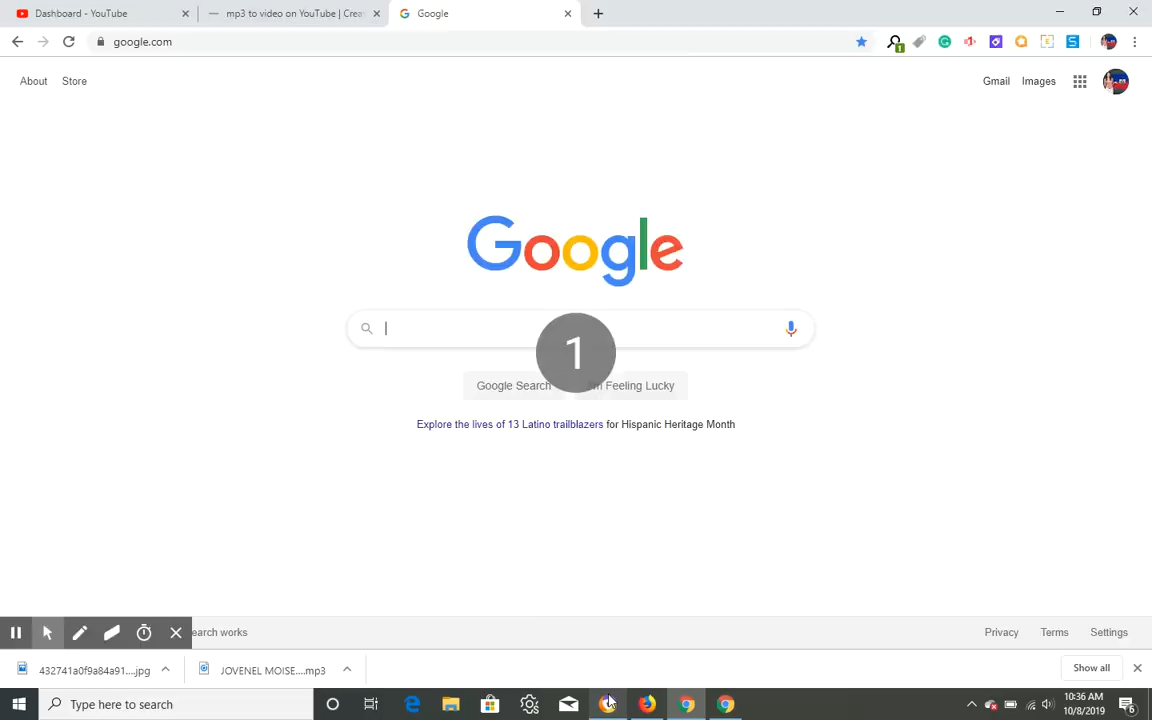 Dashboard - YouTube
mp3 to video on YouTube | Crea
Google
google.com
1
About
Store
Gmail
Images
Google
1
Google Search
Feeling Lucky
Explore the lives of 13 Latino trailblazers for Hispanic Heritage Month
earch works
Privacy
Terms
Settings
432741a0f9a84a91....jpg
JOVENEL MOISE....mp3
Show all
Type here to search
10:36 AM
10/8/2019
6